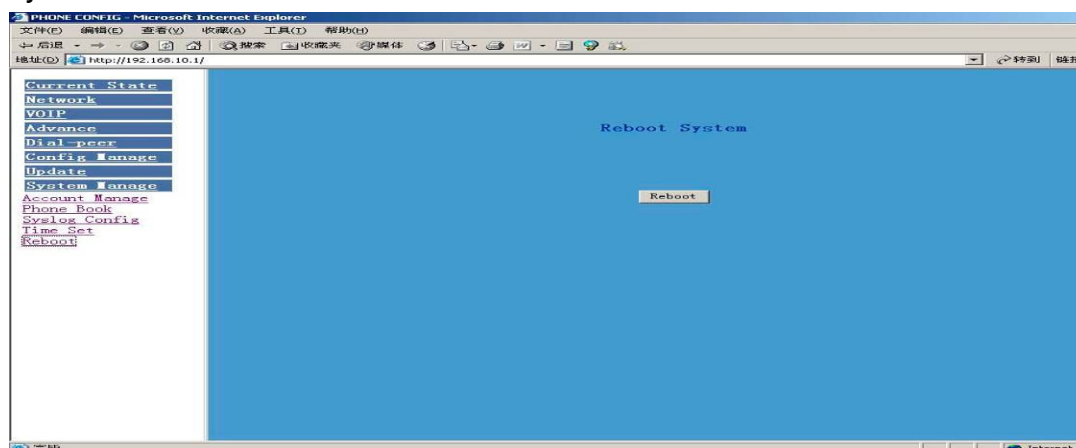 PHONE CONFIG - Microsoft Internet Explorer
文件(F) 编辑(E) 查看(V) 收藏(A) 工具(T) 帮助(H)
后退 搜索 收藏夹 媒体
地址(D) http://192.168.10.1/ 转到
Current State
Network
VOIP
Advance
Dial-peer
Config Manage
Update
System Manage
Account Manage
Phone Book
Syslog Config
Time Set
Reboot
Reboot System
Reboot